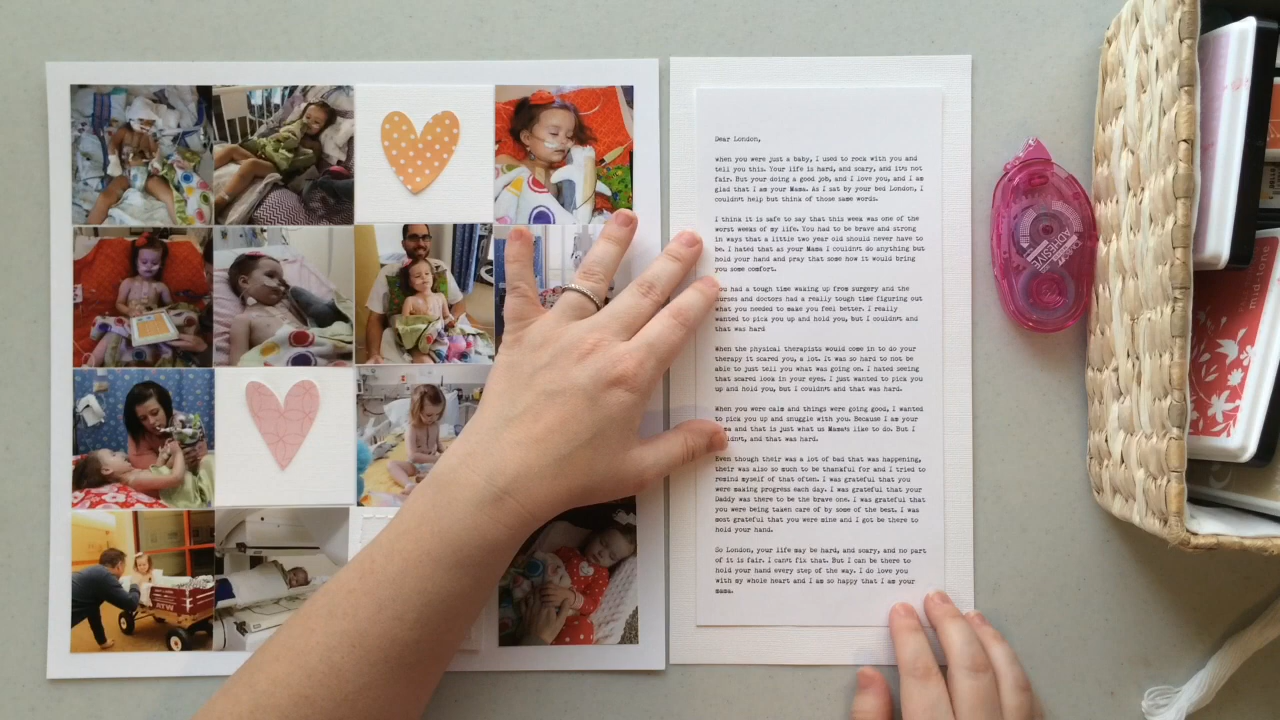 Dear London,
when you were just a baby, I used to rock with you and
tell you this. Your life is hard, and scary, and it's not
fair. But your doing a good job, and I love you, and I am
glad that I am your Mama. As I sat by your bed London, I
couldn't help but think of those same words.
I think it is safe to say that this week was one of the
worst weeks of my life. You had to be brave and strong
in ways that a little two year old should never have to
be. I hated that as your Mama I couldn't do anything but
hold your hand and pray that some how it would bring
you some comfort.
You had a tough time waking up from surgery and the
nurses and doctors had a really tough time figuring out
what you needed to make you feel better. I really
wanted to pick you up and hold you, but I couldn't and
that was hard
When the physical therapists would come in to do your
therapy it scared you, a lot. It was so hard to not be
able to just tell you what was going on. I hated seeing
that scared look in your eyes. I just wanted to pick you
up and hold you, but I couldn't and that was hard.
When you were calm and things were going good, I wanted
to pick you up and snuggle with you. Because I am your
ma and that is just what us Mama's like to do. But I
ldn't, and that was hard.
Even though their was a lot of bad that was happening,
their was also so much to be thankful for and I tried to
remind myself of that often. I was grateful that you
were making progress each day. I was grateful that your
Daddy was there to be the brave one. I was grateful that
you were being taken care of by some of the best. I was
most grateful that you were mine and I got be there to
hold your hand.
So London, your life may be hard, and scary, and no part
of it is fair. I can't fix that. But I can be there to
hold your hand every step of the way. I do love you
with my whole heart and I am so happy that I am your
mama.
ADHESIVE
midtone
ATW